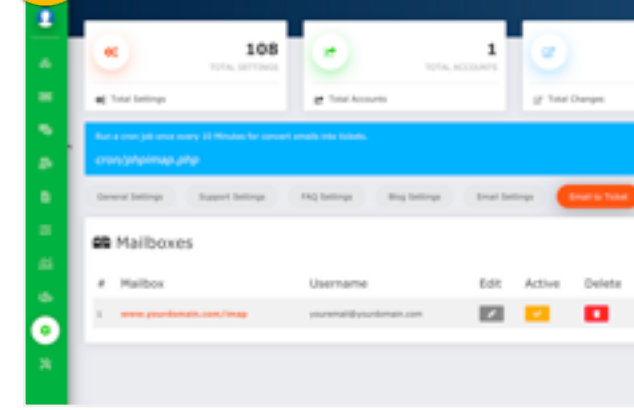 108
TOTAL SETTINGS
Total Settings
1
TOTAL ACCOUNTS
Total Accounts
Total Changes
Run a cron job once every 10 Minutes for convert emails into tickets.
cron/phpimap.php
General Settings
Support Settings
FAQ Settings
Blog Settings
Email Settings
Email to Ticket
Mailboxes
# Mailbox Username Edit Active Delete
1 www.yourdomain.com/imap youremail@yourdomain.com